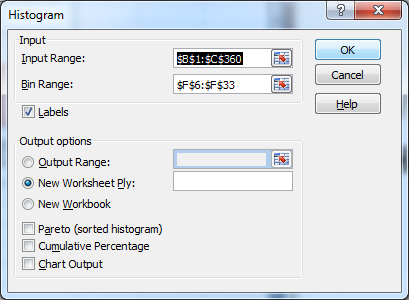 Histogram
Input
Input Range: $B$1:$C$360
OK
Bin Range: $F$6:$F$33
Cancel
Labels
Help
Output options
Output Range:
New Worksheet Ply:
New Workbook
Pareto (sorted histogram)
Cumulative Percentage
Chart Output